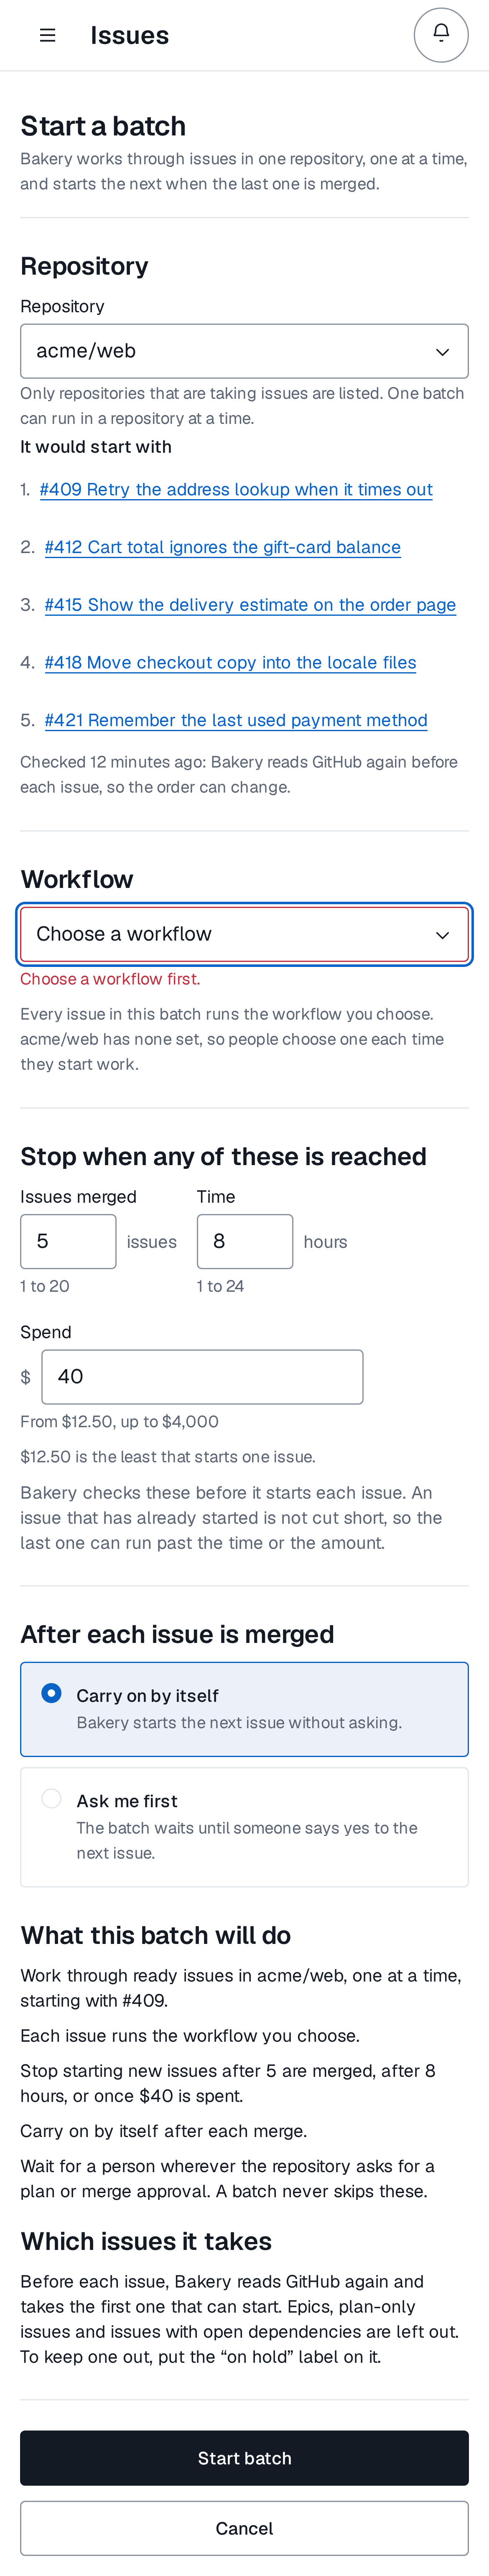 Issues
Start a batch
Bakery works through issues in one repository, one at a time,
and starts the next when the last one is merged.
Repository
Repository
acme/web
Only repositories that are taking issues are listed. One batch
can run in a repository at a time.
It would start with
1. #409 Retry the address lookup when it times out
2. #412 Cart total ignores the gift-card balance
3. #415 Show the delivery estimate on the order page
4. #418 Move checkout copy into the locale files
5. #421 Remember the last used payment method
Checked 12 minutes ago: Bakery reads GitHub again before
each issue, so the order can change.
Workflow
Choose a workflow
Choose a workflow first.
Every issue in this batch runs the workflow you choose.
acme/web has none set, so people choose one each time
they start work.
Stop when any of these is reached
Issues merged Time
5 issues 8 hours
1 to 20 1 to 24
Spend
$ 40
From $12.50, up to $4,000
$12.50 is the least that starts one issue.
Bakery checks these before it starts each issue. An
issue that has already started is not cut short, so the
last one can run past the time or the amount.
After each issue is merged
Carry on by itself
Bakery starts the next issue without asking.
Ask me first
The batch waits until someone says yes to the
next issue.
What this batch will do
Work through ready issues in acme/web, one at a time,
starting with #409.
Each issue runs the workflow you choose.
Stop starting new issues after 5 are merged, after 8
hours, or once $40 is spent.
Carry on by itself after each merge.
Wait for a person wherever the repository asks for a
plan or merge approval. A batch never skips these.
Which issues it takes
Before each issue, Bakery reads GitHub again and
takes the first one that can start. Epics, plan-only
issues and issues with open dependencies are left out.
To keep one out, put the “on hold” label on it.
Start batch
Cancel